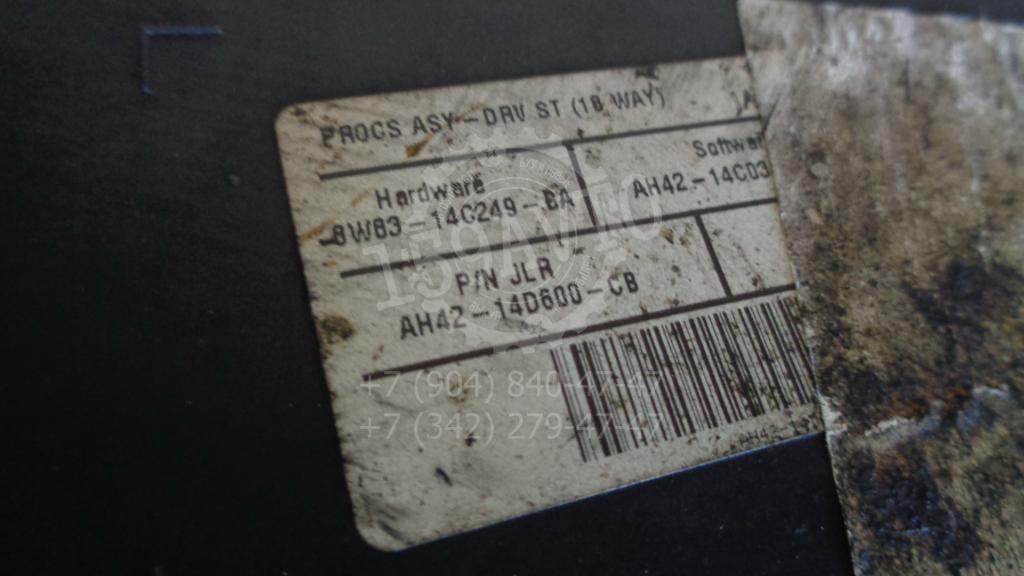 PROCS ASY-DRV ST (18 WAY)
Hardware
8W83-14C249-BA
AH42-14C03
P/N JLR
AH42-14D600-CB
159AVTO
+7 (904) 840-47-47
+7 (342) 279-47-47